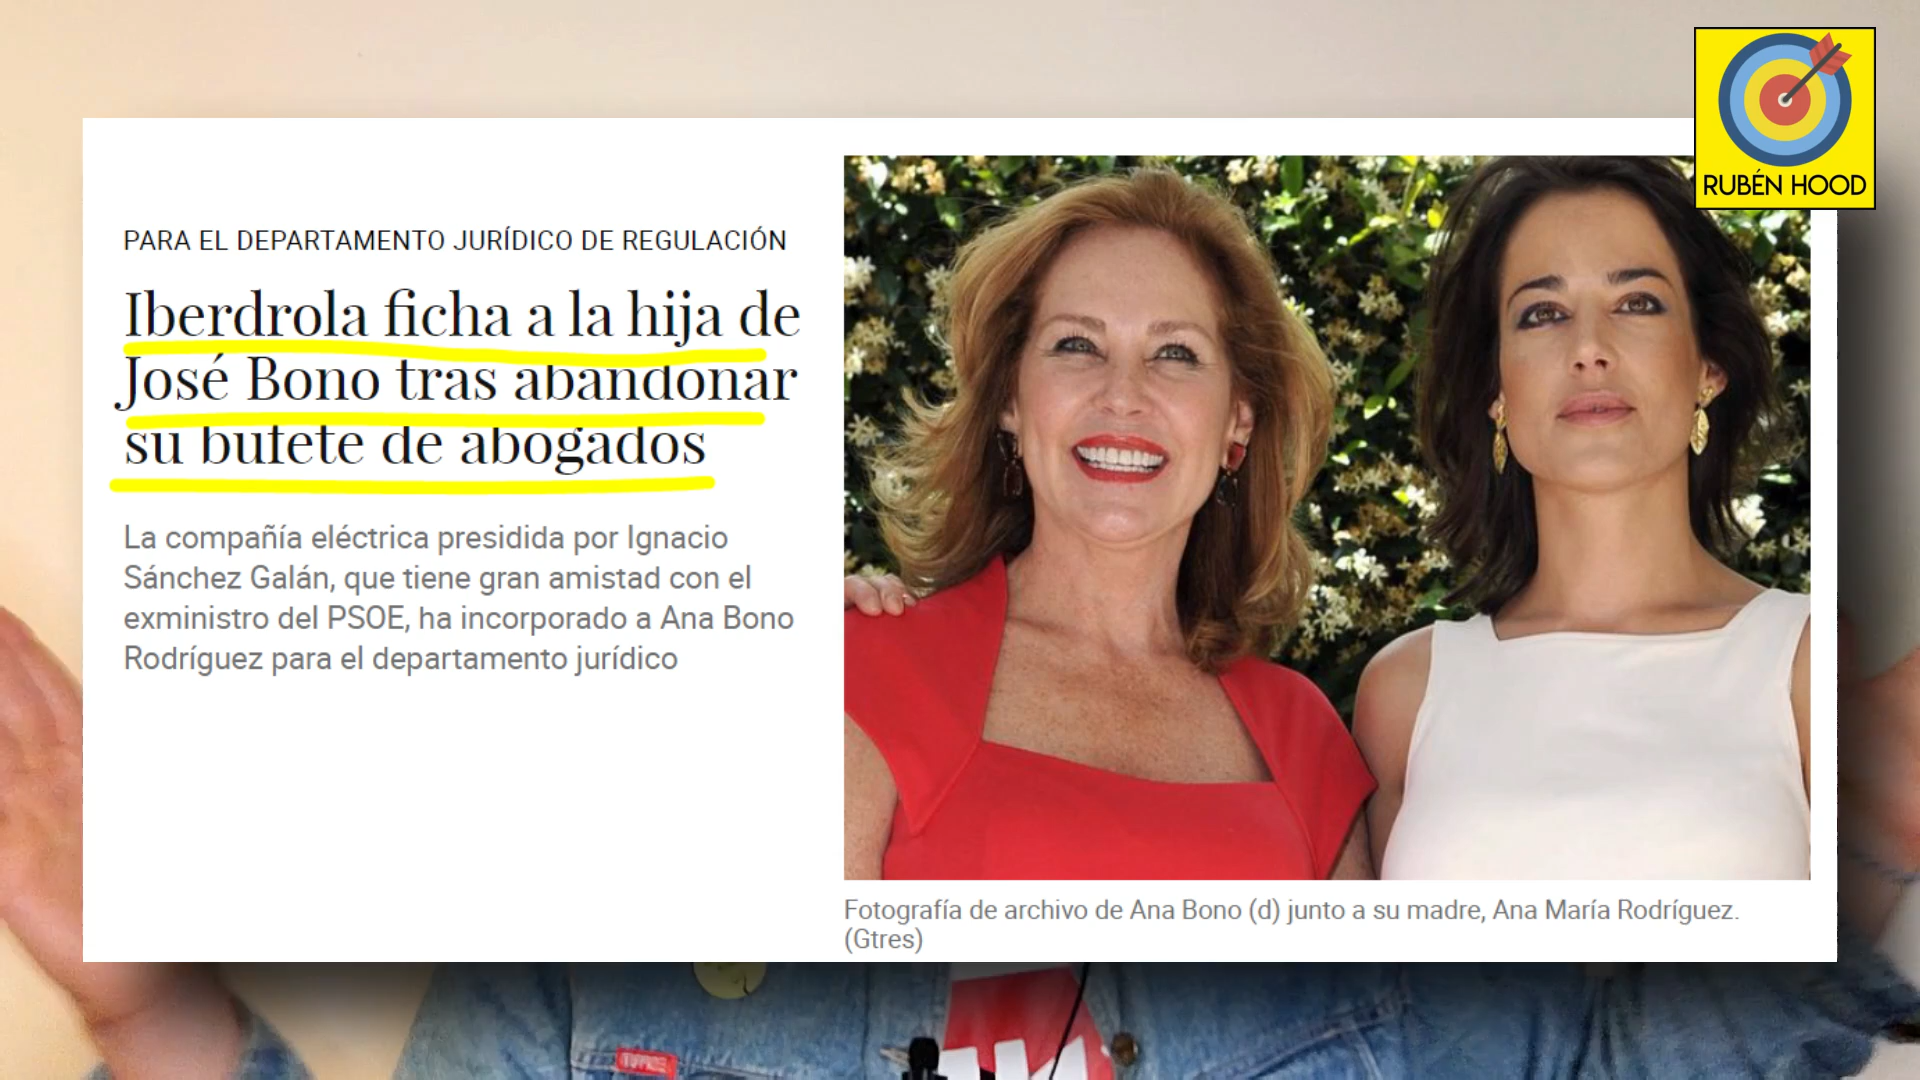 RUBÉN HOOD
PARA EL DEPARTAMENTO JURÍDICO DE REGULACIÓN
Iberdrola ficha a la hija de
José Bono tras abandonar
su bufete de abogados
La compañía eléctrica presidida por Ignacio
Sánchez Galán, que tiene gran amistad con el
exministro del PSOE, ha incorporado a Ana Bono
Rodríguez para el departamento jurídico
Fotografía de archivo de Ana Bono (d) junto a su madre, Ana María Rodríguez.
(Gtres)